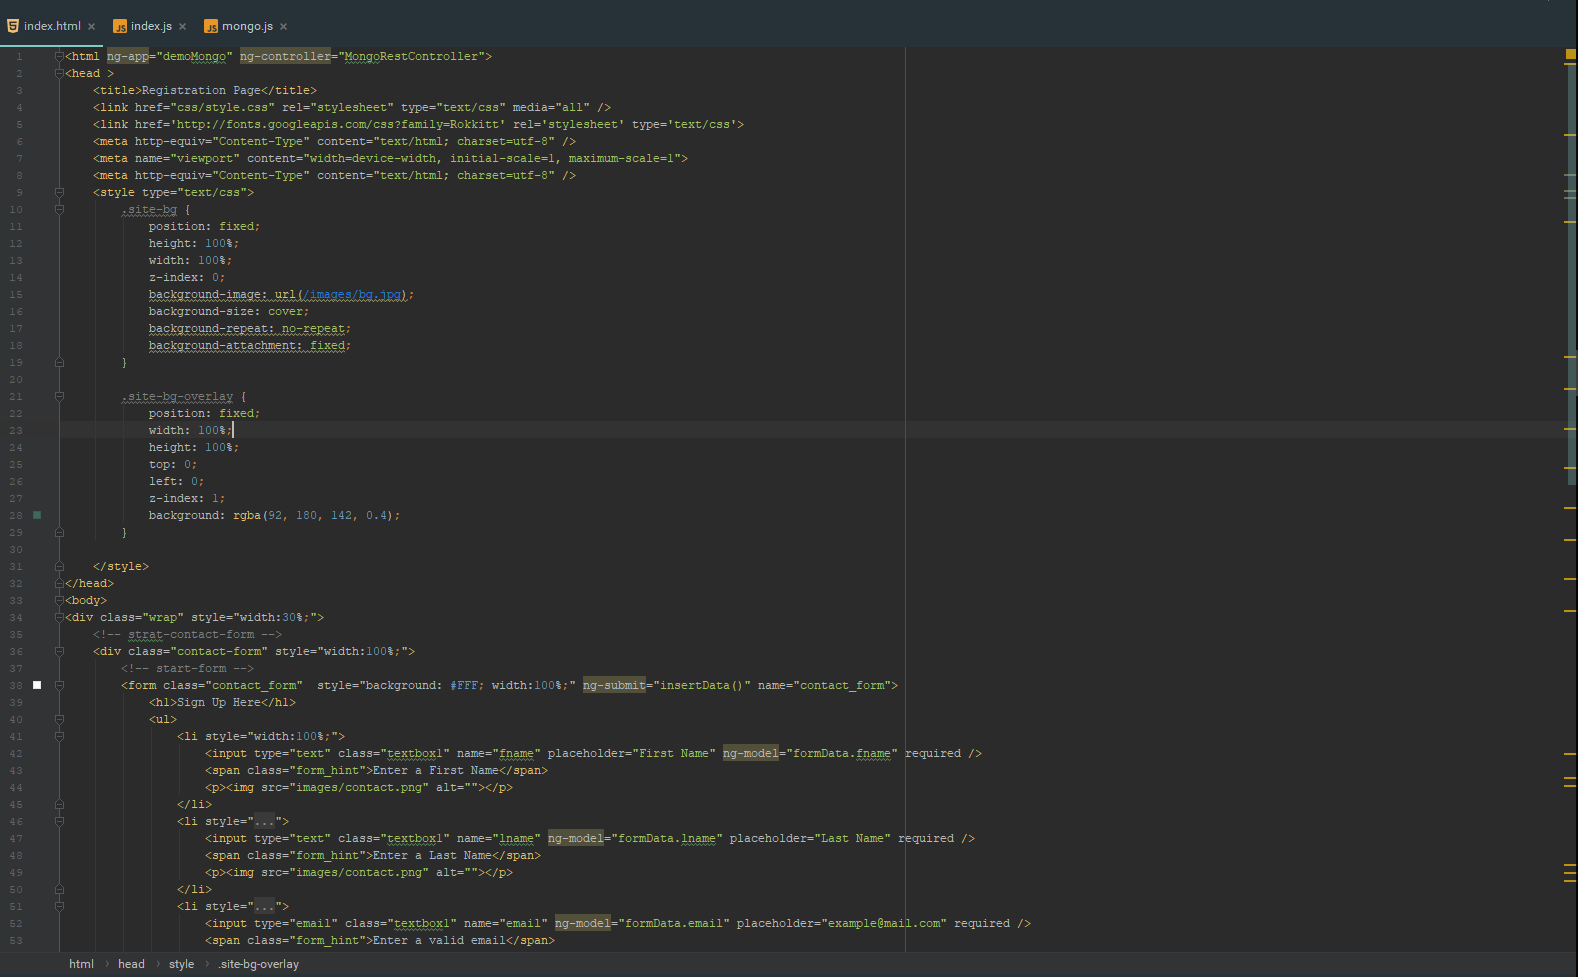 index.html × index.js × mongo.js ×
1 <html ng-app="demoMongo" ng-controller="MongoRestController">
2 <head >
3 <title>Registration Page</title>
4 <link href="css/style.css" rel="stylesheet" type="text/css" media="all" />
5 <link href='http://fonts.googleapis.com/css?family=Rokkitt' rel='stylesheet' type='text/css'>
6 <meta http-equiv="Content-Type" content="text/html; charset=utf-8" />
7 <meta name="viewport" content="width=device-width, initial-scale=1, maximum-scale=1">
8 <meta http-equiv="Content-Type" content="text/html; charset=utf-8" />
9 <style type="text/css">
10 .site-bg {
11 position: fixed;
12 height: 100%;
13 width: 100%;
14 z-index: 0;
15 background-image: url(/images/bg.jpg);
16 background-size: cover;
17 background-repeat: no-repeat;
18 background-attachment: fixed;
19 }
20
21 .site-bg-overlay {
22 position: fixed;
23 width: 100%;
24 height: 100%;
25 top: 0;
26 left: 0;
27 z-index: 1;
28 background: rgba(92, 180, 142, 0.4);
29 }
30
31 </style>
32 </head>
33 <body>
34 <div class="wrap" style="width:30%;">
35 <!-- strat-contact-form -->
36 <div class="contact-form" style="width:100%;">
37 <!-- start-form -->
38 <form class="contact_form"  style="background: #FFF; width:100%;" ng-submit="insertData()" name="contact_form">
39 <h1>Sign Up Here</h1>
40 <ul>
41 <li style="width:100%;">
42 <input type="text" class="textbox1" name="fname" placeholder="First Name" ng-model="formData.fname" required />
43 <span class="form_hint">Enter a First Name</span>
44 <p><img src="images/contact.png" alt=""></p>
45 </li>
46 <li style="...">
47 <input type="text" class="textbox1" name="lname" ng-model="formData.lname" placeholder="Last Name" required />
48 <span class="form_hint">Enter a Last Name</span>
49 <p><img src="images/contact.png" alt=""></p>
50 </li>
51 <li style="...">
52 <input type="email" class="textbox1" name="email" ng-model="formData.email" placeholder="example@mail.com" required />
53 <span class="form_hint">Enter a valid email</span>
html › head › style › .site-bg-overlay